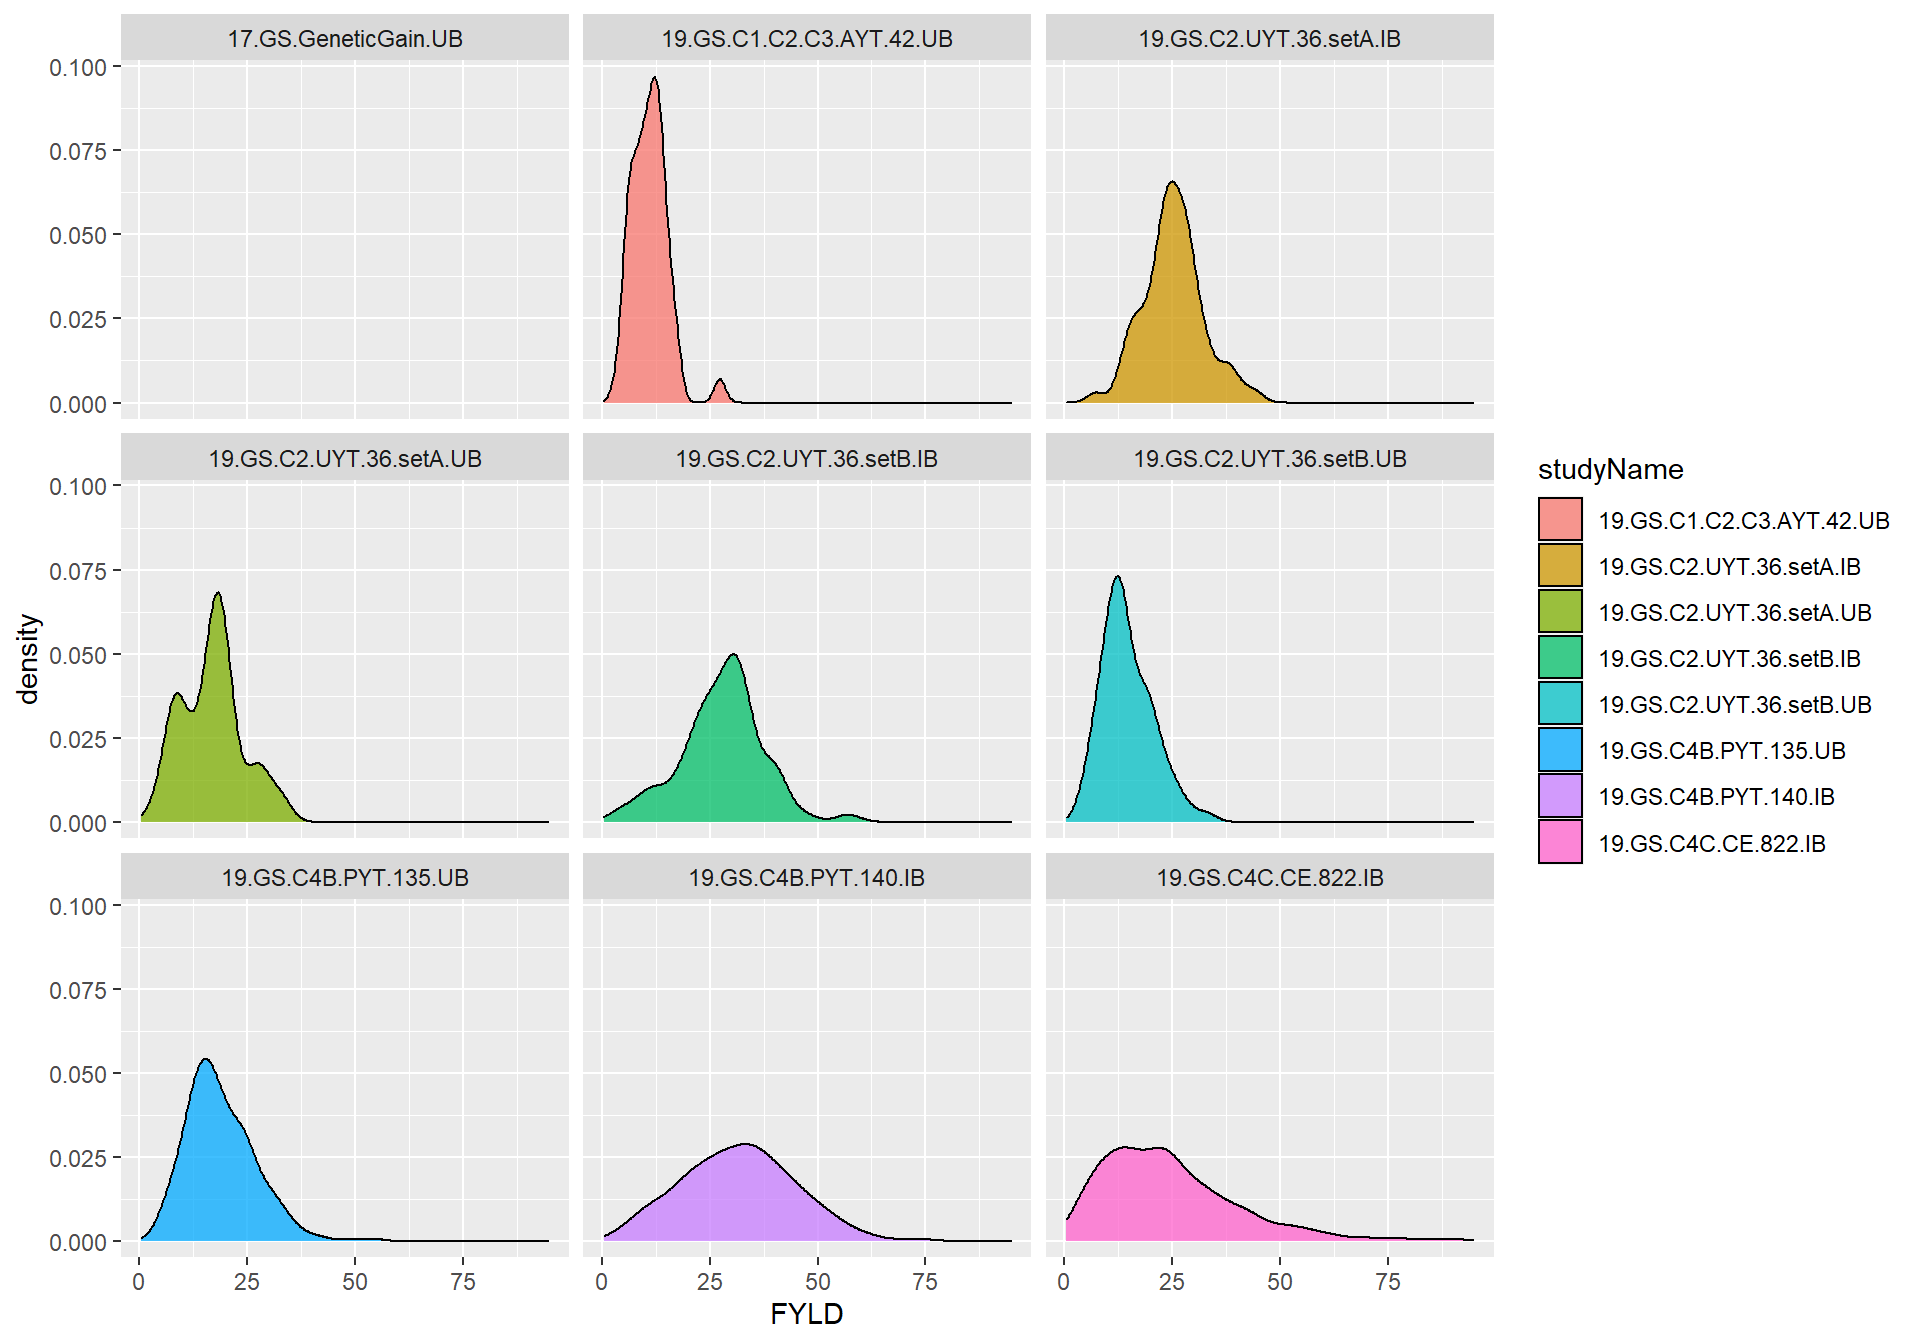 17.GS.GeneticGain.UB
19.GS.C1.C2.C3.AYT.42.UB
19.GS.C2.UYT.36.setA.IB
0.100
0.075
0.050
0.025
0.000
19.GS.C2.UYT.36.setA.UB
19.GS.C2.UYT.36.setB.IB
19.GS.C2.UYT.36.setB.UB
0.100
0.075
0.050
0.025
0.000
density
19.GS.C4B.PYT.135.UB
19.GS.C4B.PYT.140.IB
19.GS.C4C.CE.822.IB
0.100
0.075
0.050
0.025
0.000
0 25 50 75
0 25 50 75
0 25 50 75
FYLD
studyName
19.GS.C1.C2.C3.AYT.42.UB
19.GS.C2.UYT.36.setA.IB
19.GS.C2.UYT.36.setA.UB
19.GS.C2.UYT.36.setB.IB
19.GS.C2.UYT.36.setB.UB
19.GS.C4B.PYT.135.UB
19.GS.C4B.PYT.140.IB
19.GS.C4C.CE.822.IB